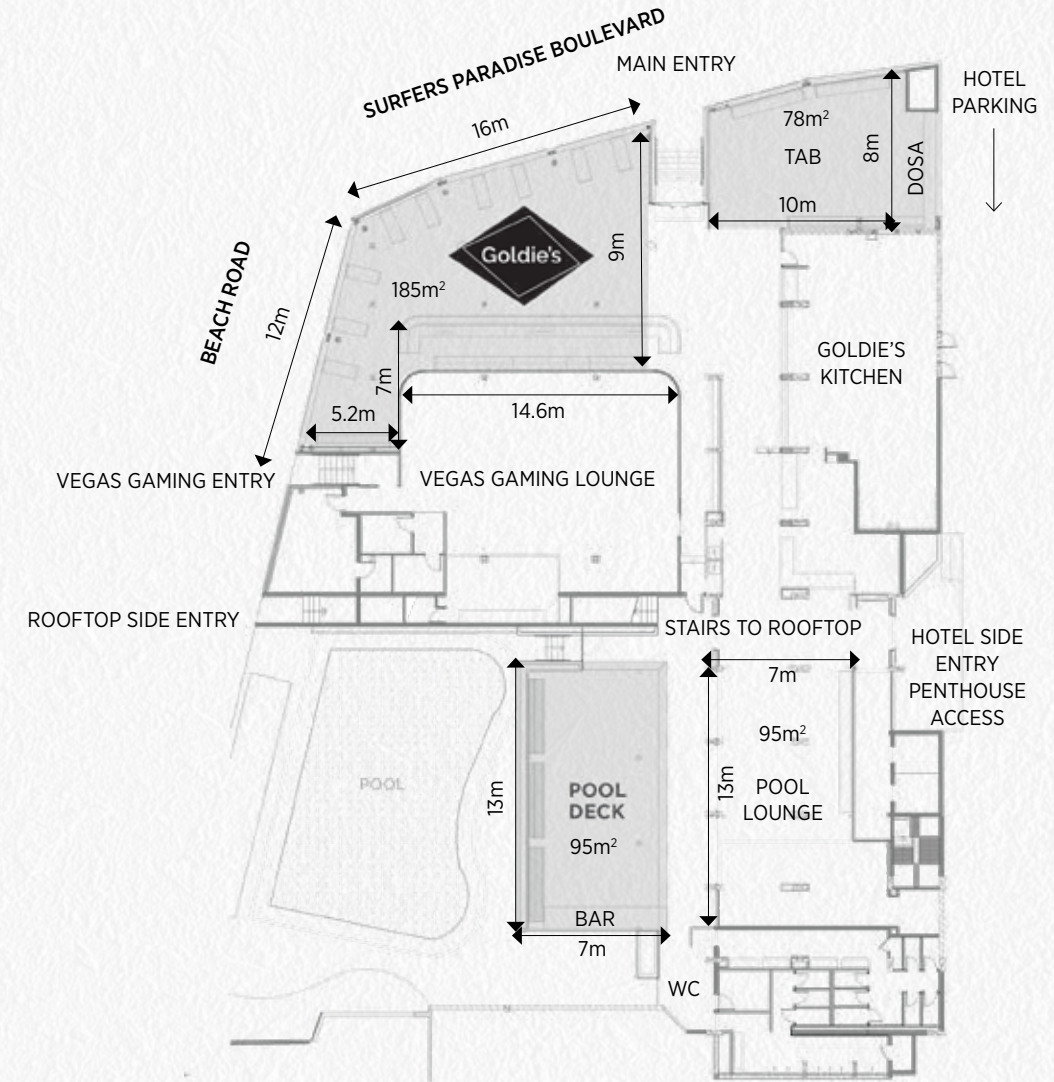 SURFERS PARADISE BOULEVARD
MAIN ENTRY
HOTEL
PARKING
16m
78m²
TAB
8m
DOSA
10m
BEACH ROAD
12m
Goldie's
185m²
9m
7m
5.2m
14.6m
GOLDIE'S
KITCHEN
VEGAS GAMING ENTRY
VEGAS GAMING LOUNGE
ROOFTOP SIDE ENTRY
STAIRS TO ROOFTOP
HOTEL SIDE
ENTRY
PENTHOUSE
ACCESS
7m
95m²
13m
POOL
LOUNGE
POOL
13m
POOL
DECK
95m²
BAR
7m
WC